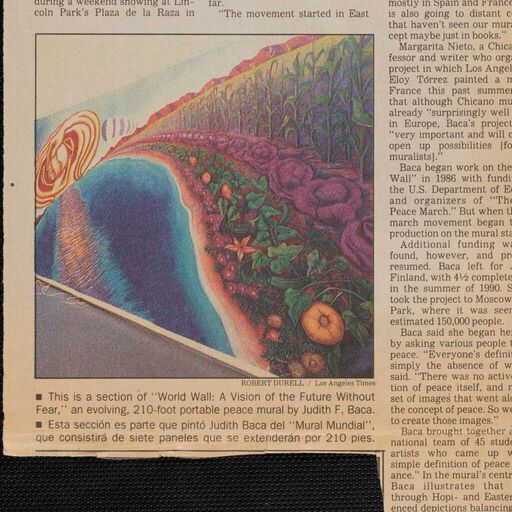 during a weekend showing at Lin-
coln Park's Plaza de la Raza in
far.
"The movement started in East
ROBERT DURELL / Los Angeles Times
■ This is a section of "World Wall: A Vision of the Future Without
Fear," an evolving, 210-foot portable peace mural by Judith F. Baca.
■ Esta sección es parte que pintó Judith Baca del "Mural Mundial",
que consistirá de siete paneles que se extenderán por 210 pies.
mostly in Spain and France
is also going to distant c
that haven't seen our mura
cept maybe just in books."
Margarita Nieto, a Chica
fessor and writer who orga
project in which Los Angel
Eloy Tórrez painted a m
France this past summe
that although Chicano mu
already "surprisingly well
in Europe, Baca's project
"very important and will c
open up possibilities [fo
muralists]."
Baca began work on the
Wall" in 1986 with fundi
the U.S. Department of E
and organizers of "The
Peace March." But when t
march movement began t
production on the mural sta
Additional funding wa
found, however, and pr
resumed. Baca left for
Finland, with 4½ complete
in the summer of 1990. S
took the project to Moscow
Park, where it was seen
estimated 150,000 people.
Baca said she began he
by asking various people t
peace. "Everyone's definit
simply the absence of w
said. "There was no activ
tion of peace itself, and n
set of images that went alo
the concept of peace. So we
to create those images."
Baca brought together a
national team of 45 stude
artists who came up w
simple definition of peace
ance." In the mural's centr
Baca illustrates that
through Hopi- and Easter
enced depictions balancing